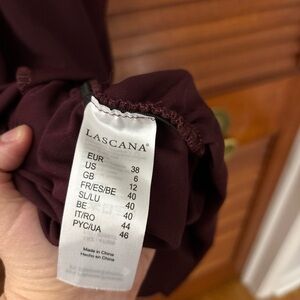 LASCANA
EUR 38
US 6
GB 12
FR/ES/BE 40
SL/LU 40
BE 40
IT/RO 44
PYC/UA 46
Made in China
Hecho en China